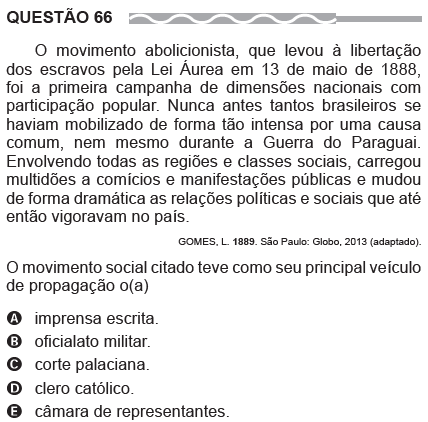 QUESTÃO 66
O movimento abolicionista, que levou à libertação
dos escravos pela Lei Áurea em 13 de maio de 1888,
foi a primeira campanha de dimensões nacionais com
participação popular. Nunca antes tantos brasileiros se
haviam mobilizado de forma tão intensa por uma causa
comum, nem mesmo durante a Guerra do Paraguai.
Envolvendo todas as regiões e classes sociais, carregou
multidões a comícios e manifestações públicas e mudou
de forma dramática as relações políticas e sociais que até
então vigoravam no país.
GOMES, L. 1889. São Paulo: Globo, 2013 (adaptado).
O movimento social citado teve como seu principal veículo
de propagação o(a)
A imprensa escrita.
B oficialato militar.
C corte palaciana.
D clero católico.
E câmara de representantes.